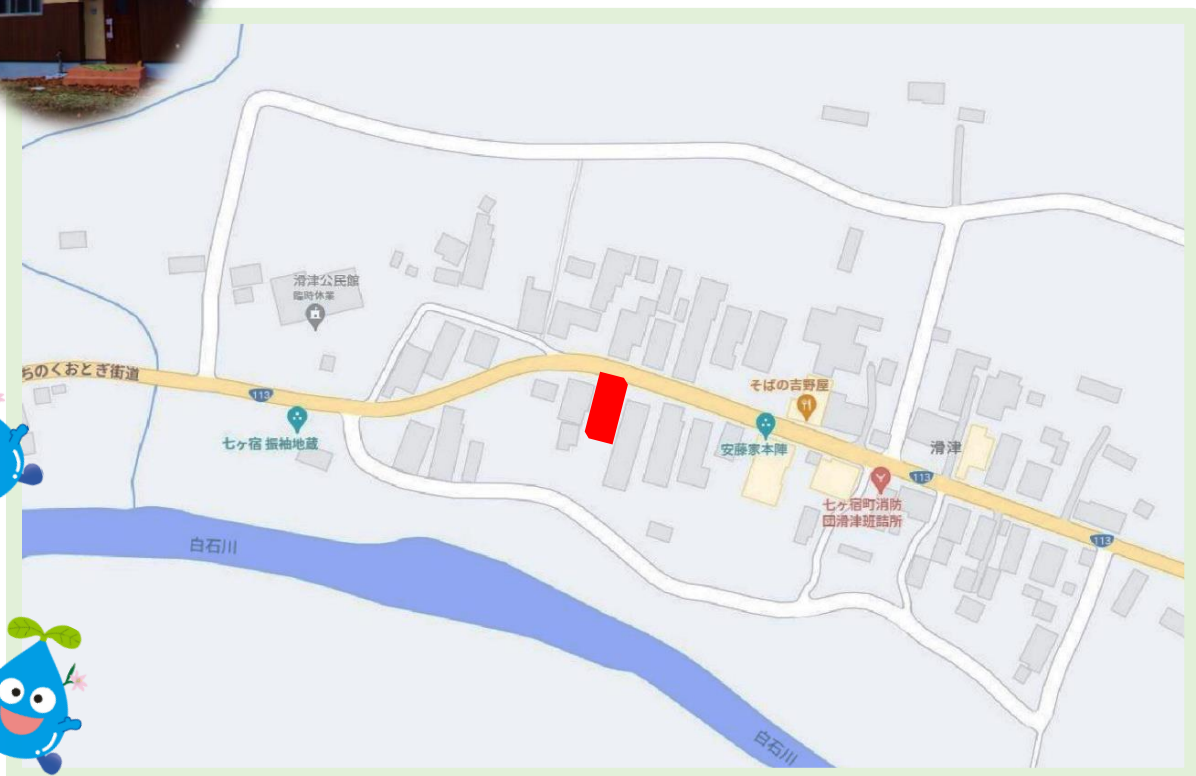 滑津公民館
臨時休業
ちのくおとぎ街道
113
七ヶ宿 振袖地蔵
そばの吉野屋
安藤家本陣
滑津
113
七ヶ宿町消防
団滑津班詰所
113
白石川
白石川